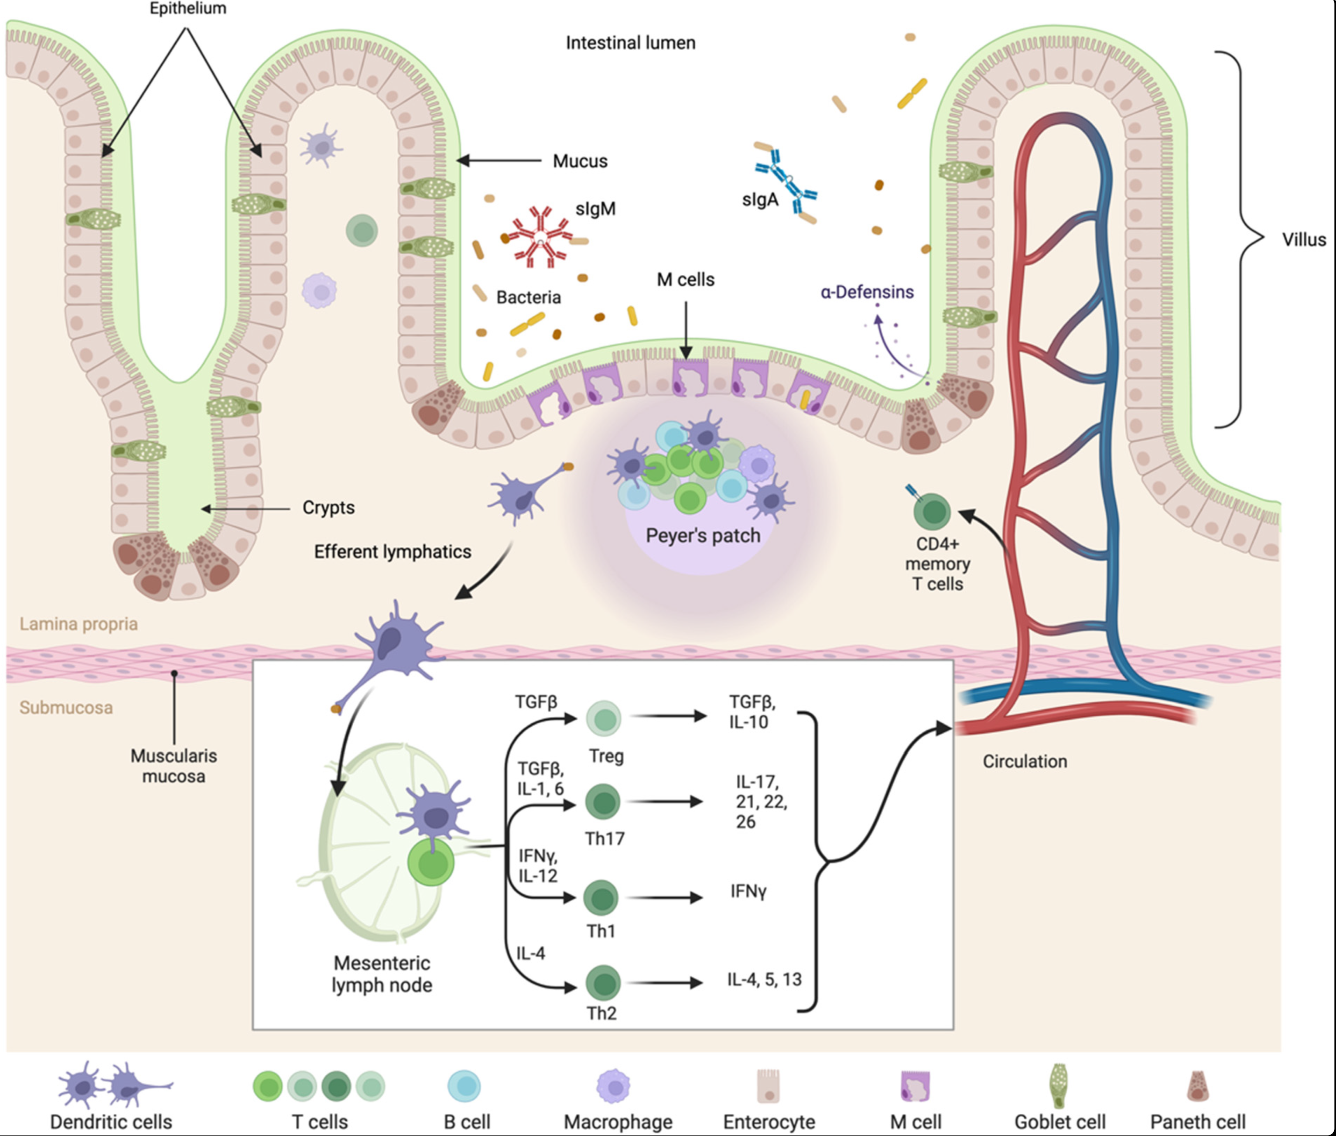 Epithelium
Intestinal lumen
Mucus
sIgM
sIgA
Villus
M cells
α-Defensins
Bacteria
Crypts
Efferent lymphatics
Peyer's patch
CD4+
memory
T cells
Lamina propria
Submucosa
Muscularis
mucosa
TGFβ
Treg
TGFβ,
IL-10
TGFβ,
IL-1, 6
Th17
IL-17,
21, 22,
26
IFNγ,
IL-12
Th1
IFNγ
IL-4
Th2
IL-4, 5, 13
Mesenteric
lymph node
Circulation
Dendritic cells
T cells
B cell
Macrophage
Enterocyte
M cell
Goblet cell
Paneth cell